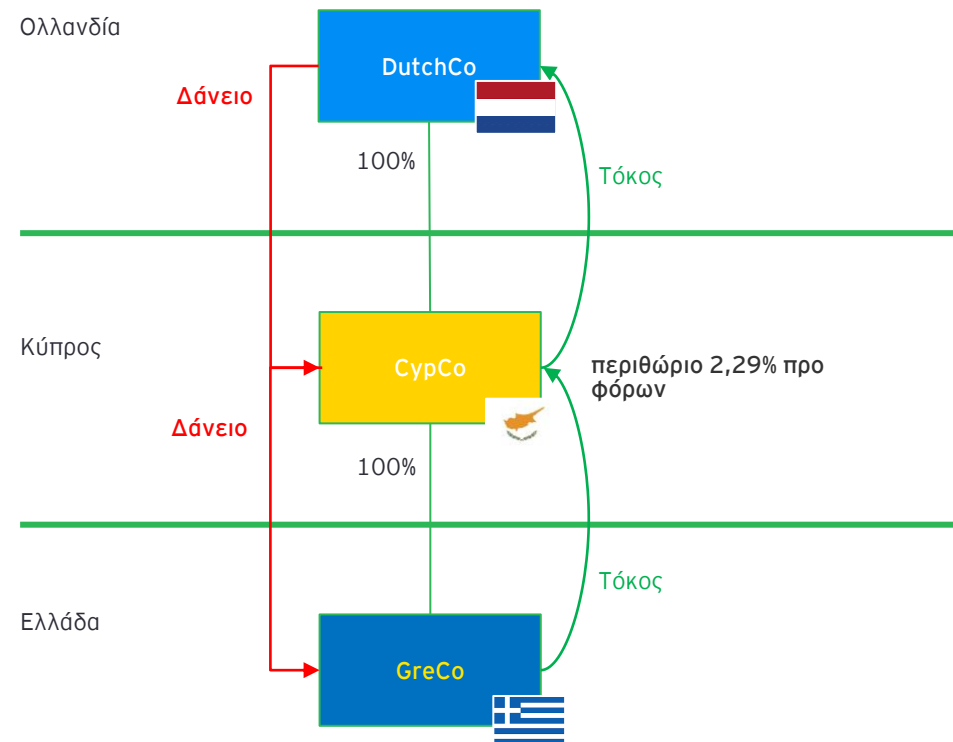 Ολλανδία
DutchCo
Δάνειο
100%
Τόκος
Κύπρος
CypCo
περιθώριο 2,29% προ
φόρων
Δάνειο
100%
Τόκος
Ελλάδα
GreCo